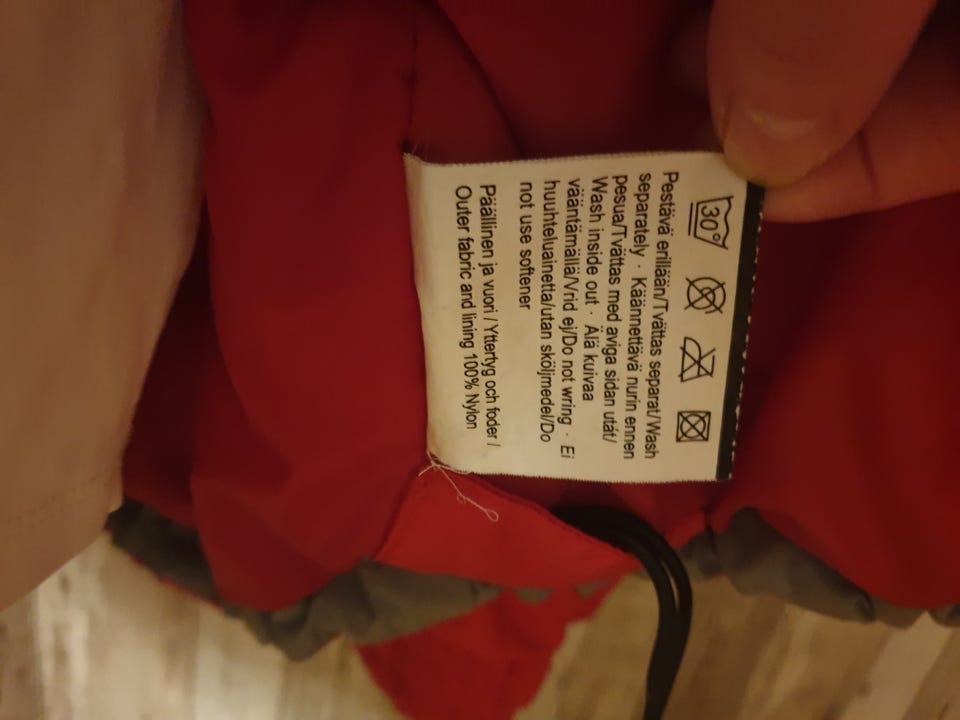 30°
Pestävä erillään/Tvättas separat/Wash
separately · Käännettävä nurin ennen
pesua/Tvättas med aviga sidan utåt/
Wash inside out · Älä kuivaa
vääntämällä/Vrid ej/Do not wring · Ei
huuhteluainetta/utan sköljmedel/Do
not use softener
Päällinen ja vuori / Yttertyg och foder /
Outer fabric and lining 100% Nylon